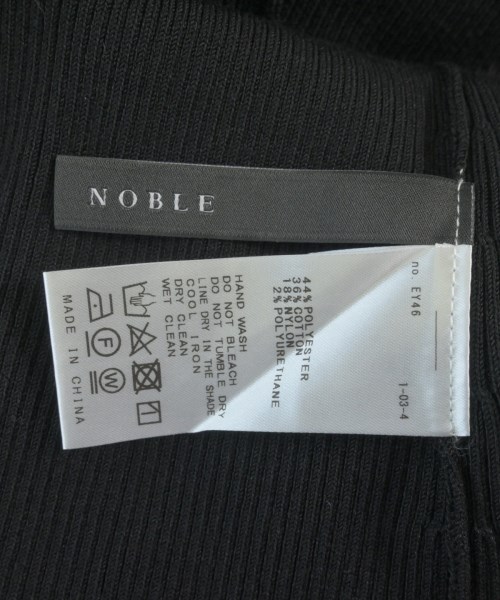 NOBLE
no. EY46
1-03-4
44% POLYESTER
36% COTTON
18% NYLON
2% POLYURETHANE
HAND WASH
DO NOT BLEACH
DO NOT TUMBLE DRY
LINE DRY IN THE SHADE
COOL IRON
DRY CLEAN
WET CLEAN
F W
MADE IN CHINA